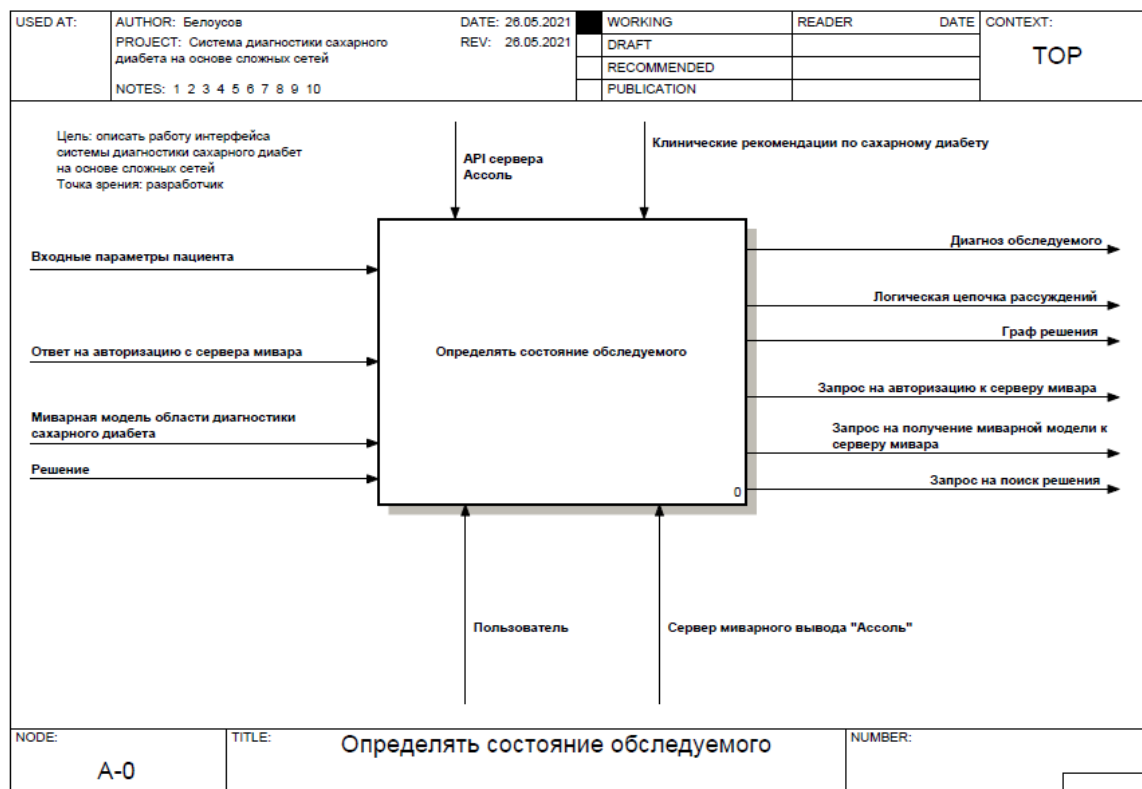 USED AT:
AUTHOR: Белоусов
DATE: 26.05.2021
PROJECT: Система диагностики сахарного
диабета на основе сложных сетей
REV: 26.05.2021
NOTES: 1 2 3 4 5 6 7 8 9 10
WORKING
DRAFT
RECOMMENDED
PUBLICATION
READER
DATE
CONTEXT:
TOP
Цель: описать работу интерфейса
системы диагностики сахарного диабет
на основе сложных сетей
Точка зрения: разработчик
API сервера
Ассоль
Клинические рекомендации по сахарному диабету
Входные параметры пациента
Ответ на авторизацию с сервера мивара
Миварная модель области диагностики
сахарного диабета
Решение
Определять состояние обследуемого
0
Диагноз обследуемого
Логическая цепочка рассуждений
Граф решения
Запрос на авторизацию к серверу мивара
Запрос на получение миварной модели к
серверу мивара
Запрос на поиск решения
Пользователь
Сервер миварного вывода "Ассоль"
NODE:
A-0
TITLE:
Определять состояние обследуемого
NUMBER: